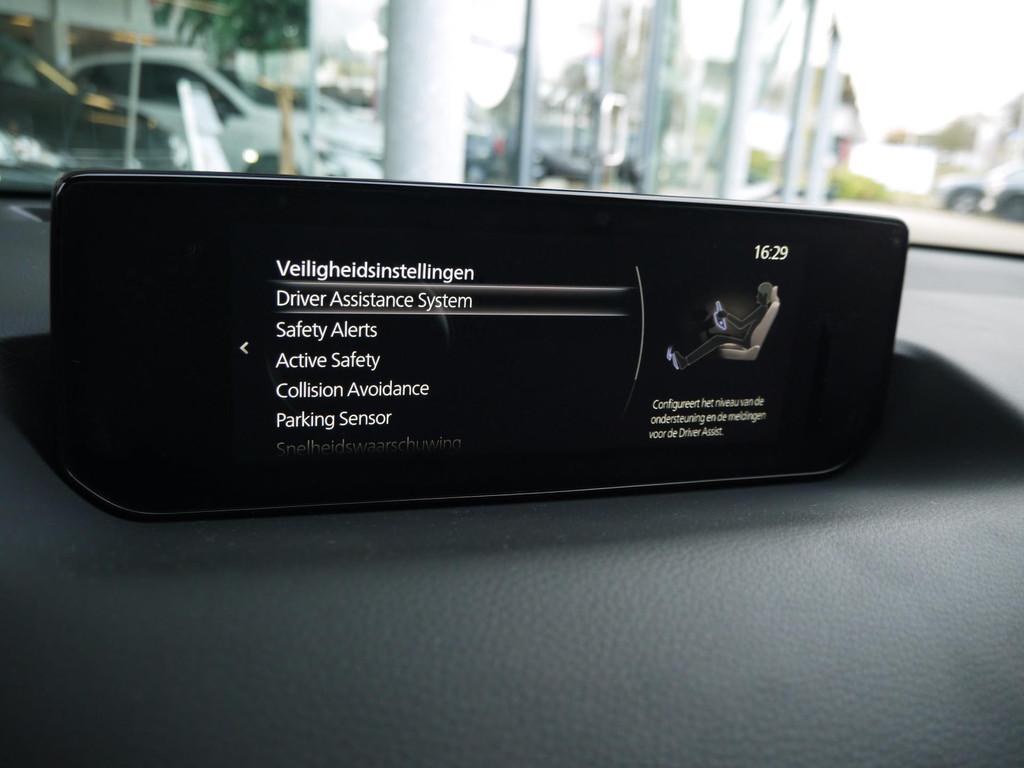 16:29
Veiligheidsinstellingen
Driver Assistance System
Safety Alerts
Active Safety
Collision Avoidance
Parking Sensor
Snelheidswaarschuwing
Configureert het niveau van de
ondersteuning en de meldingen
voor de Driver Assist.